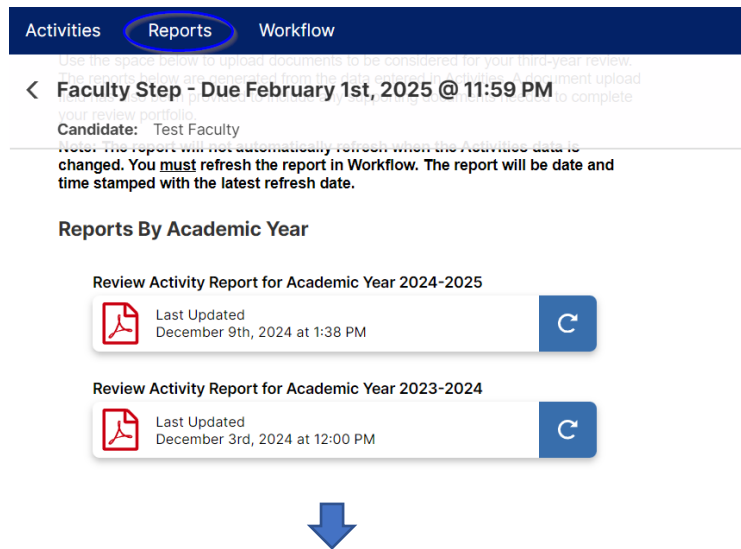 Activities Reports Workflow
Use the space below to upload documents to be considered for your third-year review.
The reports below are generated from the data entered in Activities. A document upload
Faculty Step - Due February 1st, 2025 @ 11:59 PM
field has also been provided to include any supporting documents needed to complete
your review portfolio.
Candidate: Test Faculty
Note: The report will not automatically refresh when the Activities data is
changed. You must refresh the report in Workflow. The report will be date and
time stamped with the latest refresh date.
Reports By Academic Year
Review Activity Report for Academic Year 2024-2025
Last Updated
December 9th, 2024 at 1:38 PM
Review Activity Report for Academic Year 2023-2024
Last Updated
December 3rd, 2024 at 12:00 PM